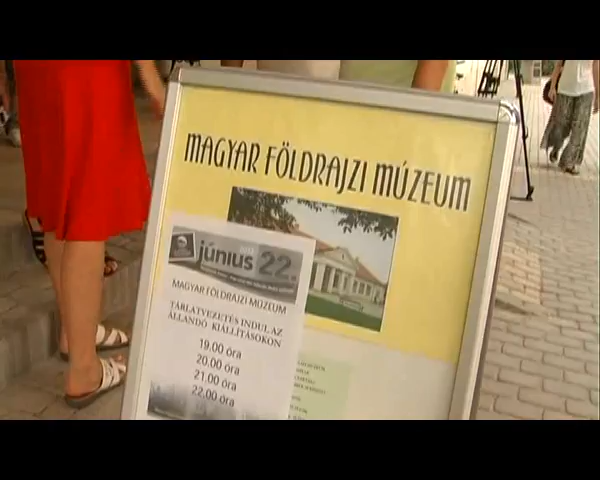 MAGYAR FÖLDRAJZI MÚZEUM
június 22.
MAGYAR FÖLDRAJZI MÚZEUM
TÁRLATVEZETÉS INDUL AZ
ÁLLANDÓ KIÁLLÍTÁSOKON
19.00 óra
20.00 óra
21.00 óra
22.00 óra